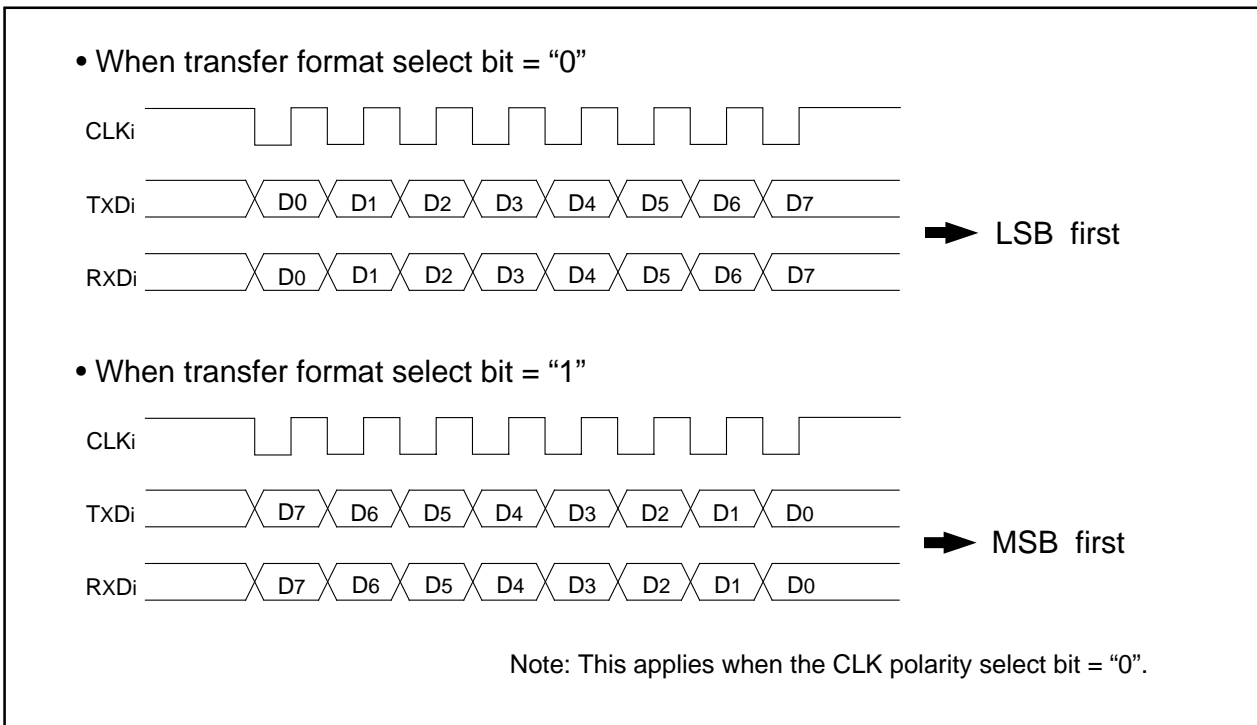 • When transfer format select bit = “0”
CLKi
TXDi D0 D1 D2 D3 D4 D5 D6 D7
LSB first
RXDi D0 D1 D2 D3 D4 D5 D6 D7
• When transfer format select bit = “1”
CLKi
TXDi D7 D6 D5 D4 D3 D2 D1 D0
MSB first
RXDi D7 D6 D5 D4 D3 D2 D1 D0
Note: This applies when the CLK polarity select bit = “0”.